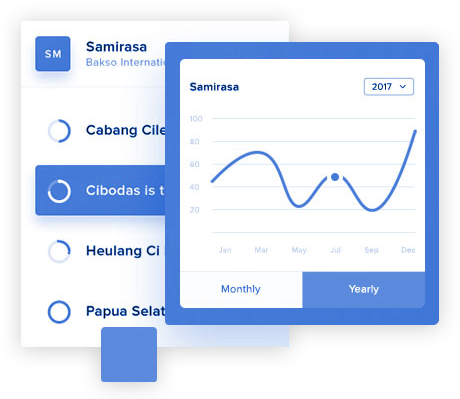 SM
Samirasa
Bakso Internatio
Cabang Cile
Cibodas is t
Heulang Ci
Papua Selat
Samirasa
2017
100
80
60
40
20
Jan Mar May Jul Sep Dec
Monthly Yearly